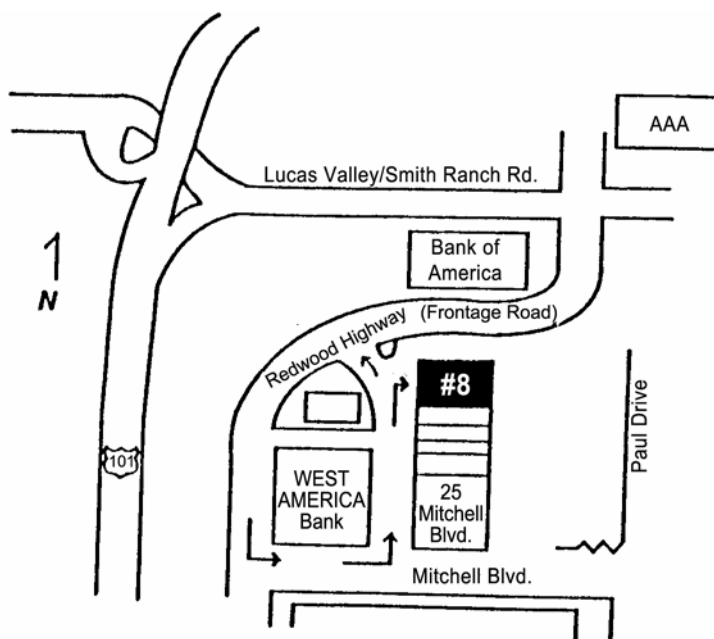 AAA
Lucas Valley/Smith Ranch Rd.
Bank of
America
N
Redwood Highway (Frontage Road)
#8
101
WEST
AMERICA
Bank
25
Mitchell
Blvd.
Paul Drive
Mitchell Blvd.